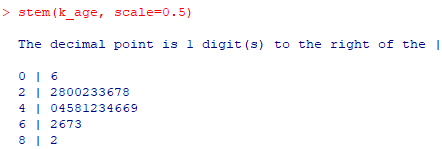 > stem(k_age, scale=0.5)
The decimal point is 1 digit(s) to the right of the |
0 | 6
2 | 2800233678
4 | 04581234669
6 | 2673
8 | 2